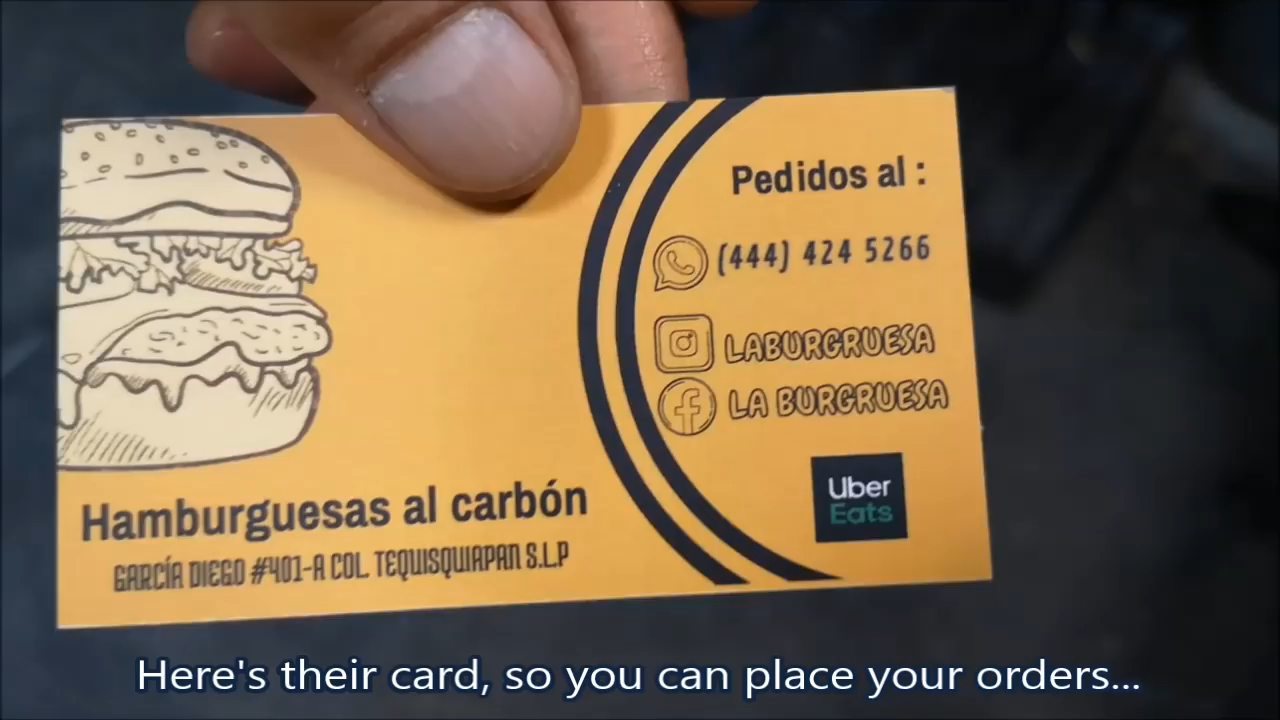 Pedidos al :
(444) 424 5266
LABURGRUESA
LA BURGRUESA
Uber
Eats
Hamburguesas al carbón
GARCÍA DIEGO #401-A COL. TEQUISQUIAPAN S.L.P
Here's their card, so you can place your orders...